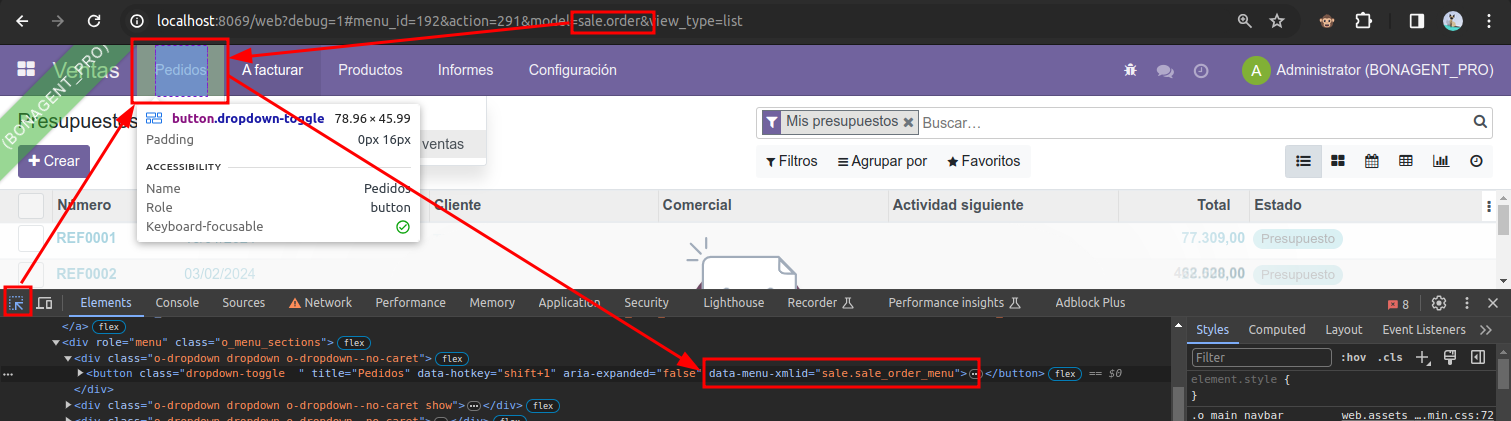 localhost:8069/web?debug=1#menu_id=192&action=291&model=sale.order&view_type=list
(BONAGENT_PRO)
Ventas Pedidos A facturar Productos Informes Configuración A Administrator (BONAGENT_PRO)
Presupuestos
Mis presupuestos Buscar...
button.dropdown-toggle 78.96 × 45.99
Padding 0px 16px
ventas
Crear
Filtros Agrupar por Favoritos
ACCESSIBILITY
Name Pedidos
Role button
Keyboard-focusable
Número Cliente Comercial Actividad siguiente Total Estado
REF0001 77.309,00 Presupuesto
REF0002 03/02/2024 Presupuesto
Elements Console Sources Network Performance Memory Application Security Lighthouse Recorder Performance insights Adblock Plus 8
</a> flex
<div role="menu" class="o_menu_sections"> flex
<div class="o-dropdown dropdown o-dropdown--no-caret"> flex
<button class="dropdown-toggle  " title="Pedidos" data-hotkey="shift+1" aria-expanded="false" data-menu-xmlid="sale.sale_order_menu">…</button> flex == $0
</div>
<div class="o-dropdown dropdown o-dropdown--no-caret show">…</div> flex
<div class="o-dropdown dropdown o-dropdown--no-caret">…</div> flex
Styles Computed Layout Event Listeners
Filter :hov .cls
element.style {
}
.o_main_navbar web.assets_….min.css:72